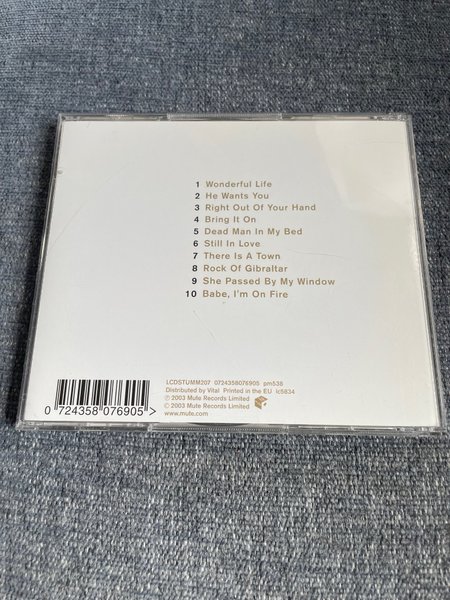 1 Wonderful Life
2 He Wants You
3 Right Out Of Your Hand
4 Bring It On
5 Dead Man In My Bed
6 Still In Love
7 There Is A Town
8 Rock Of Gibraltar
9 She Passed By My Window
10 Babe, I'm On Fire
LCDSTUMM207 0724358076905 pm538
Distributed by Vital Printed in the EU lc5834
℗ 2003 Mute Records Limited
© 2003 Mute Records Limited
www.mute.com
0 724358 076905 >